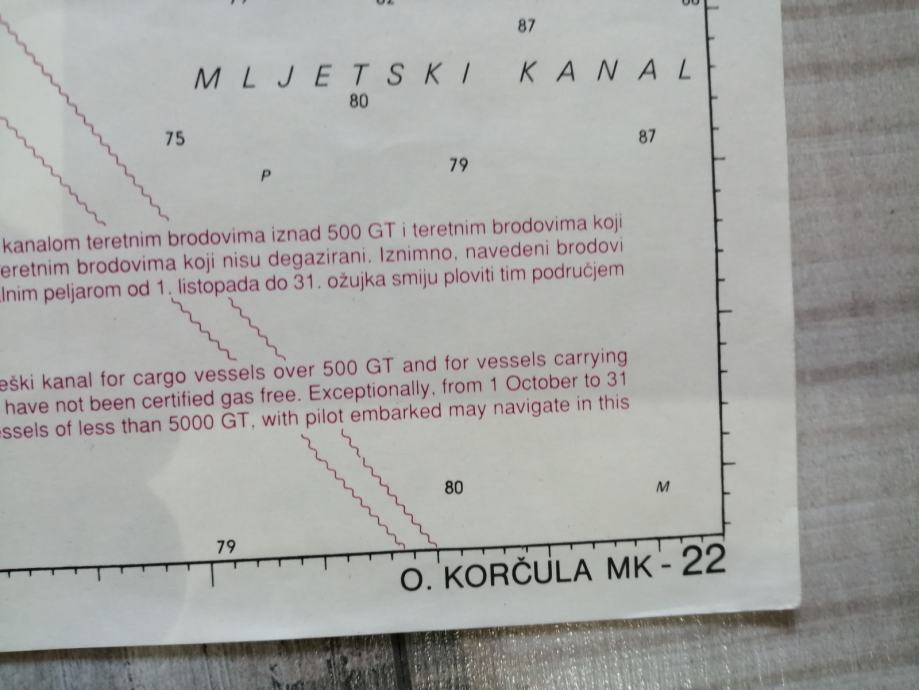 87
M L J E T S K I K A N A L
80
75
87
79
P
kanalom teretnim brodovima iznad 500 GT i teretnim brodovima koji
eretnim brodovima koji nisu degazirani. Iznimno, navedeni brodovi
lnim peljarom od 1. listopada do 31. ožujka smiju ploviti tim područjem
eški kanal for cargo vessels over 500 GT and for vessels carrying
have not been certified gas free. Exceptionally, from 1 October to 31
essels of less than 5000 GT, with pilot embarked may navigate in this
80
M
79
O. KORČULA MK - 22